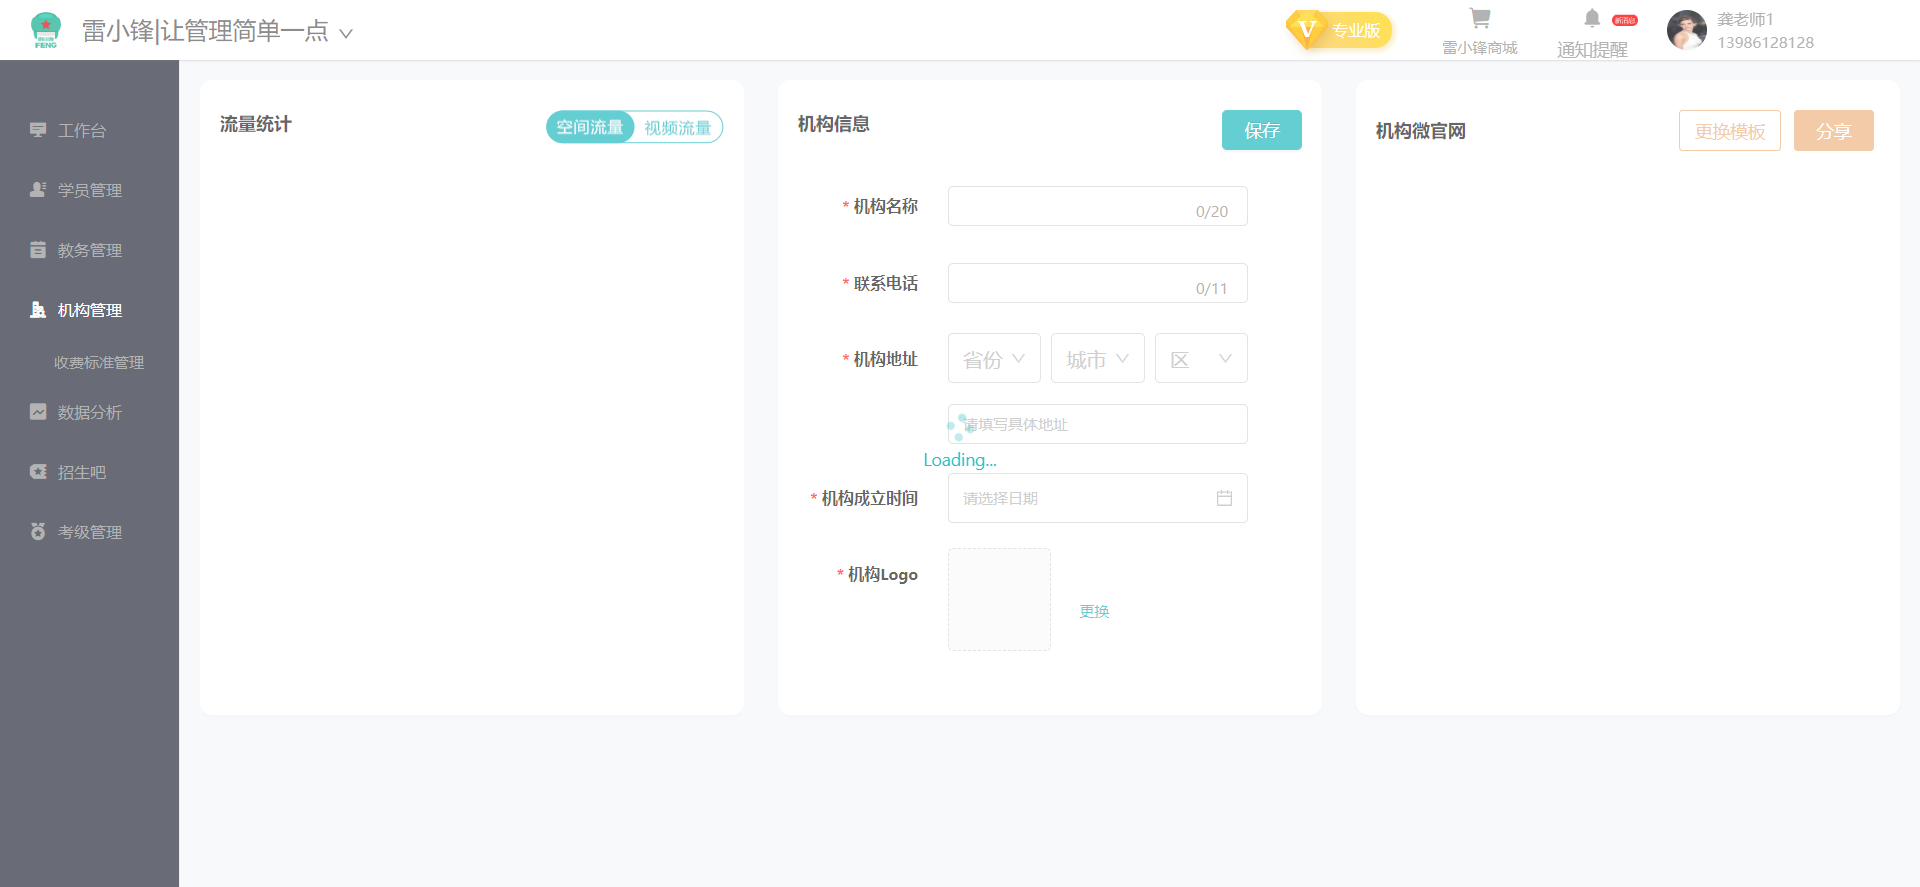 FENG
雷小锋|让管理简单一点
V 专业版
雷小锋商城
新消息
通知提醒
龚老师1
13986128128
工作台
学员管理
教务管理
机构管理
收费标准管理
数据分析
招生吧
考级管理
流量统计
空间流量 视频流量
机构信息
保存
* 机构名称
0/20
* 联系电话
0/11
* 机构地址
省份 城市 区
请填写具体地址
Loading...
* 机构成立时间
请选择日期
* 机构Logo
更换
机构微官网
更换模板 分享